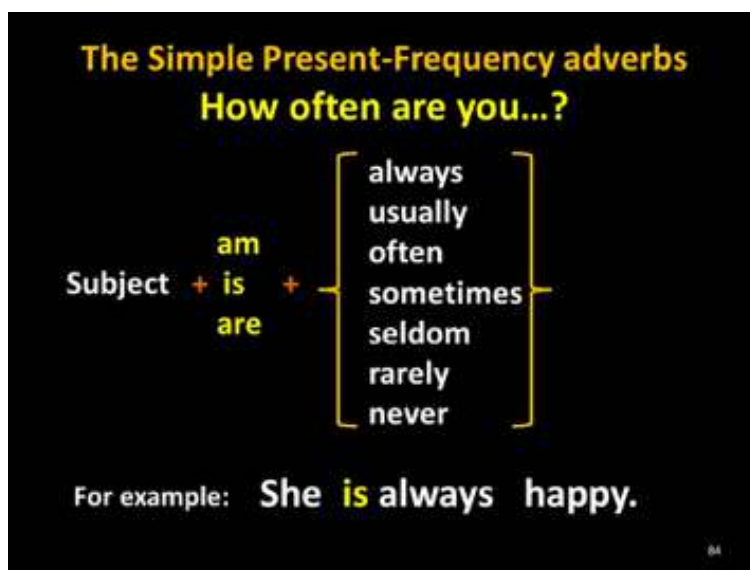 The Simple Present-Frequency adverbs
How often are you...?
Subject + am is are +
always
usually
often
sometimes
seldom
rarely
never
For example: She is always happy.
84